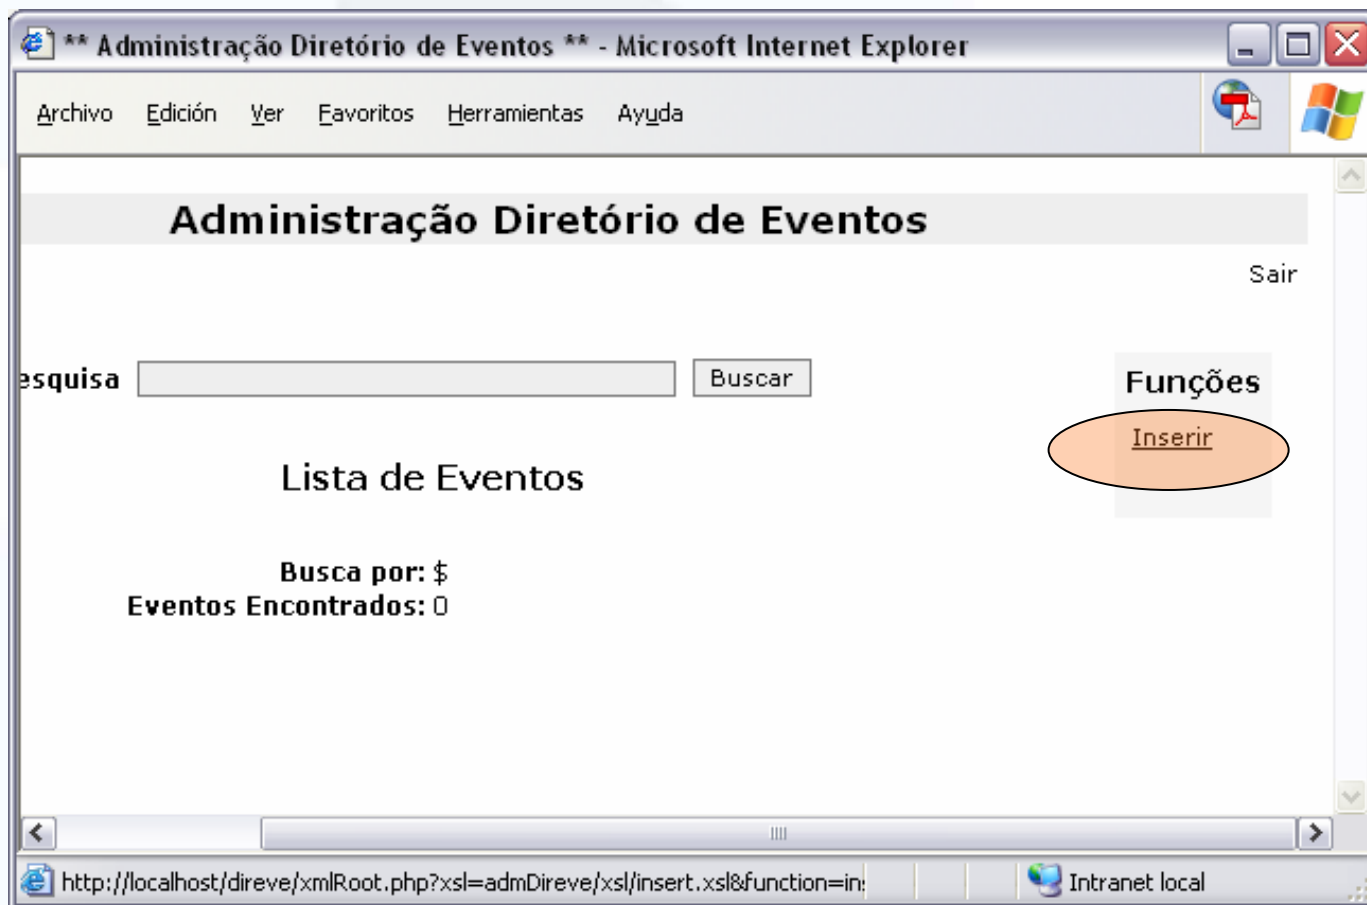 ** Administração Diretório de Eventos ** - Microsoft Internet Explorer
Archivo Edición Ver Favoritos Herramientas Ayuda
Administração Diretório de Eventos
Sair
esquisa Buscar
Funções
Inserir
Lista de Eventos
Busca por: $
Eventos Encontrados: 0
http://localhost/direve/xmlRoot.php?xsl=admDireve/xsl/insert.xsl&function=in Intranet local